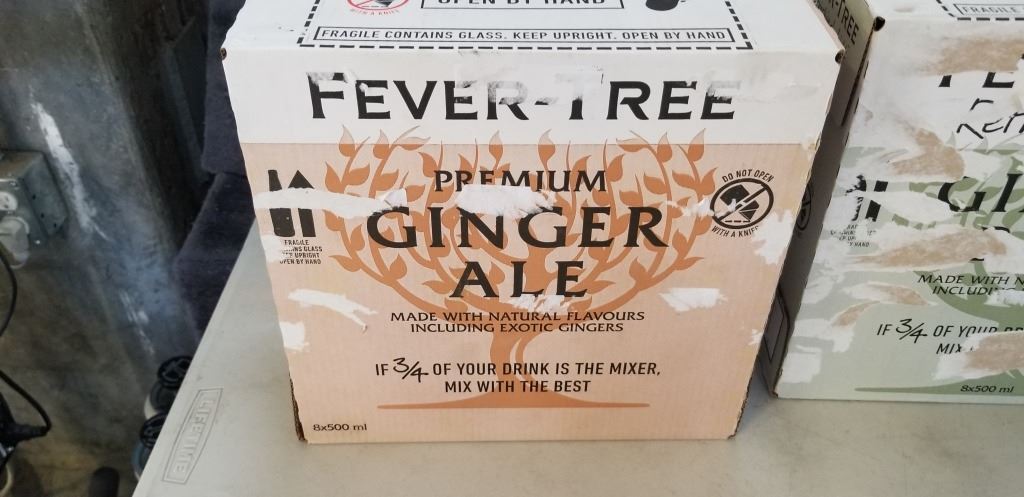 OPEN BY HAND
WITH A KNIFE
FRAGILE CONTAINS GLASS. KEEP UPRIGHT. OPEN BY HAND
FEVER-TREE
PREMIUM
GINGER
ALE
MADE WITH NATURAL FLAVOURS
INCLUDING EXOTIC GINGERS
IF 3/4 OF YOUR DRINK IS THE MIXER,
MIX WITH THE BEST
8x500 ml
FRAGILE
GLASS
UPRIGHT
OPEN BY HAND
DO NOT OPEN
WITH A KNIFE
LIFETIME
FRAGILE
MADE WITH
IF 3/4 OF YOUR
8x500 ml